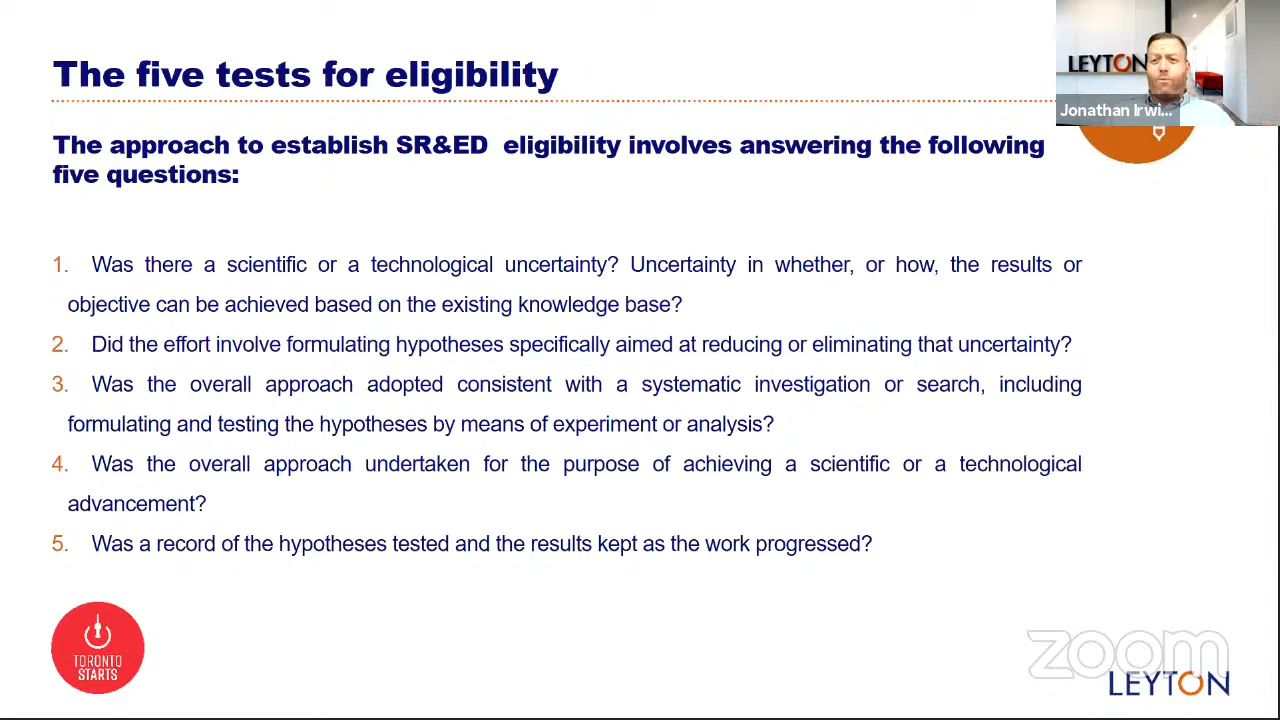 The five tests for eligibility
LEYTON
Jonathan Irwi...
The approach to establish SR&ED eligibility involves answering the following
five questions:
1. Was there a scientific or a technological uncertainty? Uncertainty in whether, or how, the results or
objective can be achieved based on the existing knowledge base?
2. Did the effort involve formulating hypotheses specifically aimed at reducing or eliminating that uncertainty?
3. Was the overall approach adopted consistent with a systematic investigation or search, including
formulating and testing the hypotheses by means of experiment or analysis?
4. Was the overall approach undertaken for the purpose of achieving a scientific or a technological
advancement?
5. Was a record of the hypotheses tested and the results kept as the work progressed?
TORONTO
STARTS
zoom
LEYTON